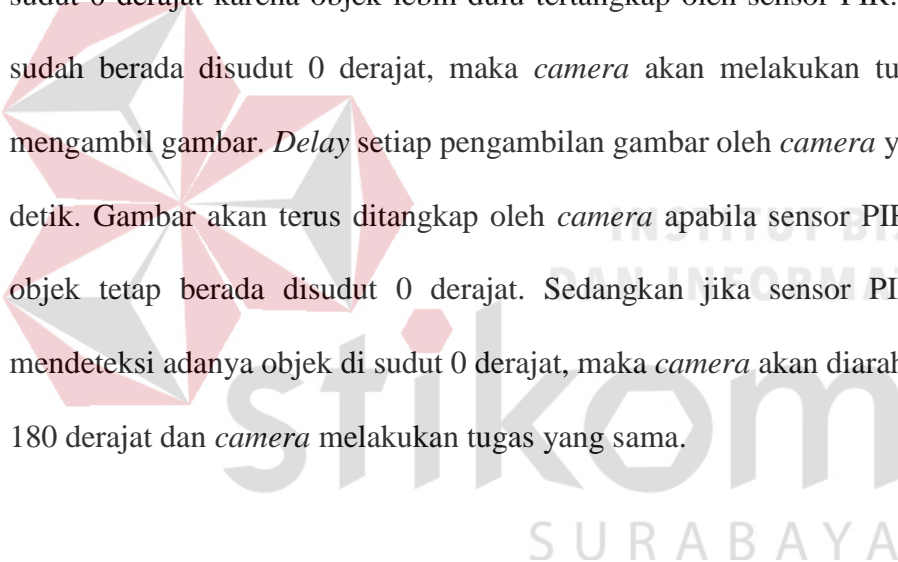 sudut 0 derajat karena objek lebih dulu tertangkap oleh sensor PIR.
sudah berada disudut 0 derajat, maka camera akan melakukan tu
mengambil gambar. Delay setiap pengambilan gambar oleh camera y
detik. Gambar akan terus ditangkap oleh camera apabila sensor PIR
INSTITUT BI
objek tetap berada disudut 0 derajat. Sedangkan jika sensor PI
DAN INFORMAT
mendeteksi adanya objek di sudut 0 derajat, maka camera akan diarah
180 derajat dan camera melakukan tugas yang sama.
stikom
SURABAYA